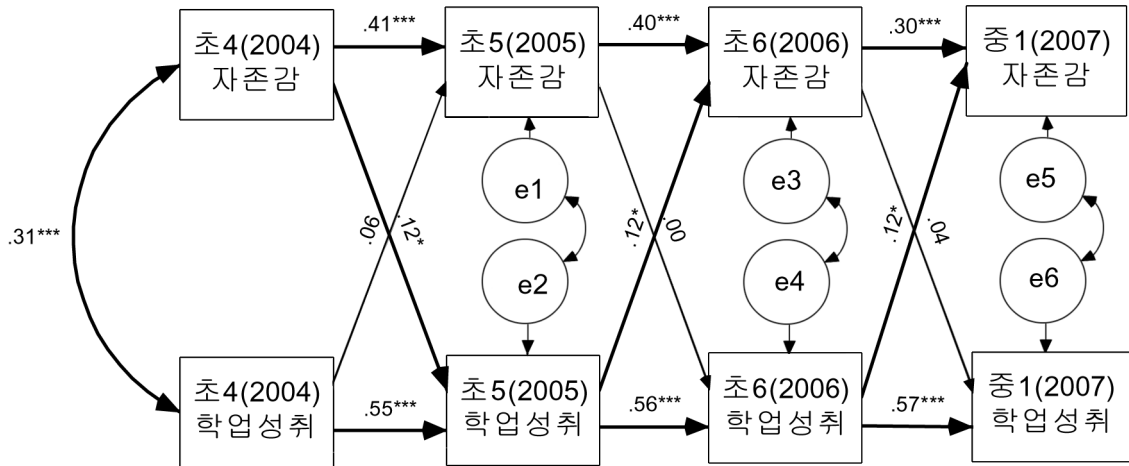 .41***
.40***
.30***
초4(2004)
자존감
초5(2005)
자존감
초6(2006)
자존감
중1(2007)
자존감
e1
e3
e5
.31***
.06
.12*
.12*
.00
.12*
.04
e2
e4
e6
초4(2004)
학업성취
초5(2005)
학업성취
초6(2006)
학업성취
중1(2007)
학업성취
.55***
.56***
.57***